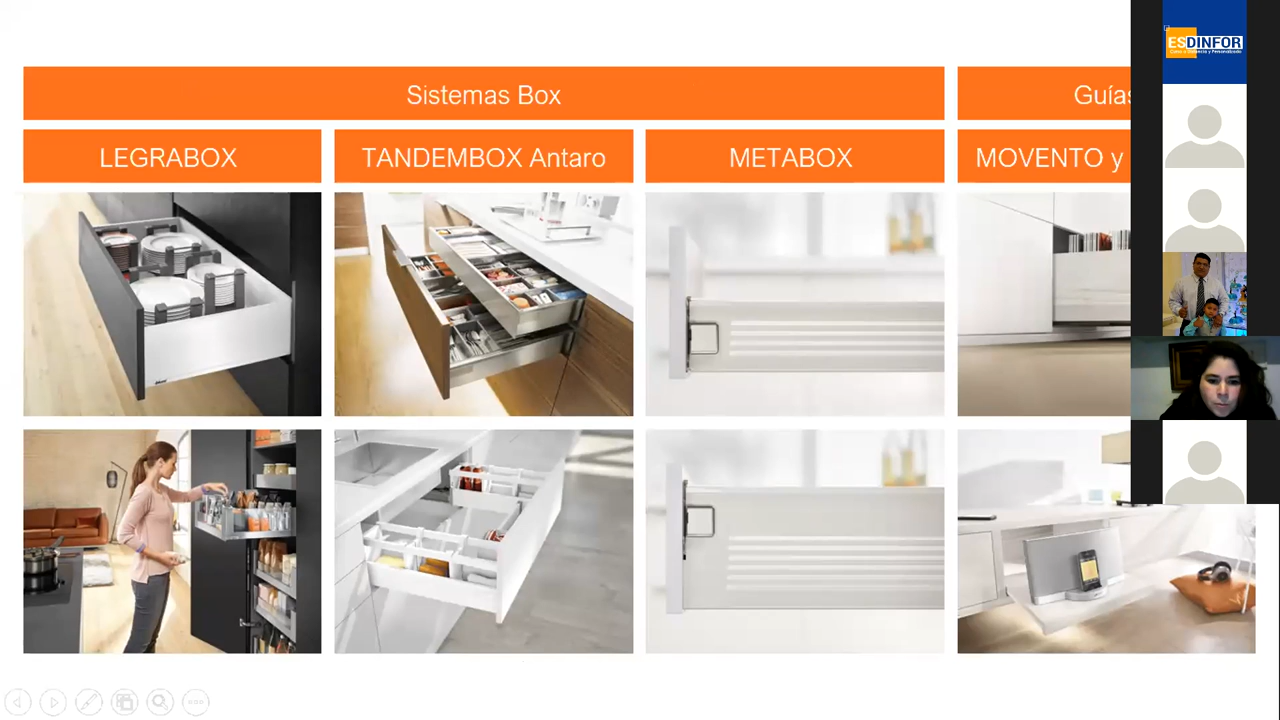 Sistemas Box
Guías
LEGRABOX
TANDEMBOX Antaro
METABOX
MOVENTO y
ESDINFOR